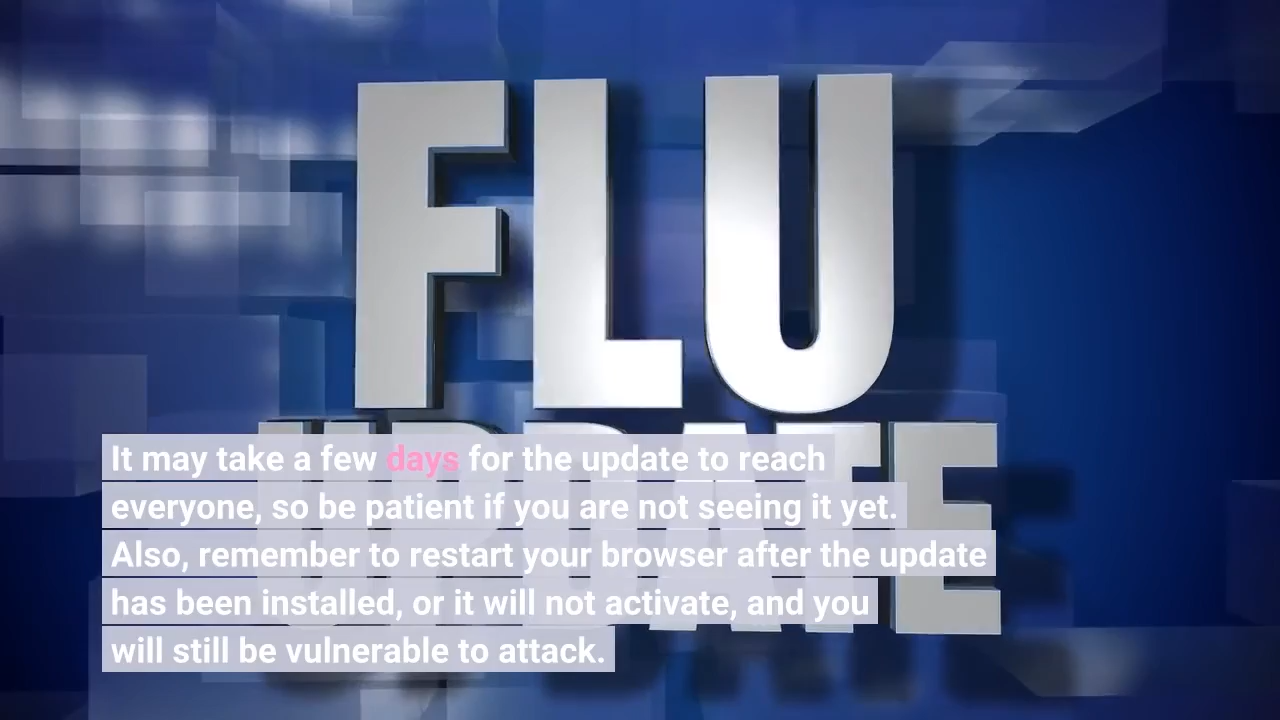 FLU
UPDATE
It may take a few days for the update to reach
everyone, so be patient if you are not seeing it yet.
Also, remember to restart your browser after the update
has been installed, or it will not activate, and you
will still be vulnerable to attack.